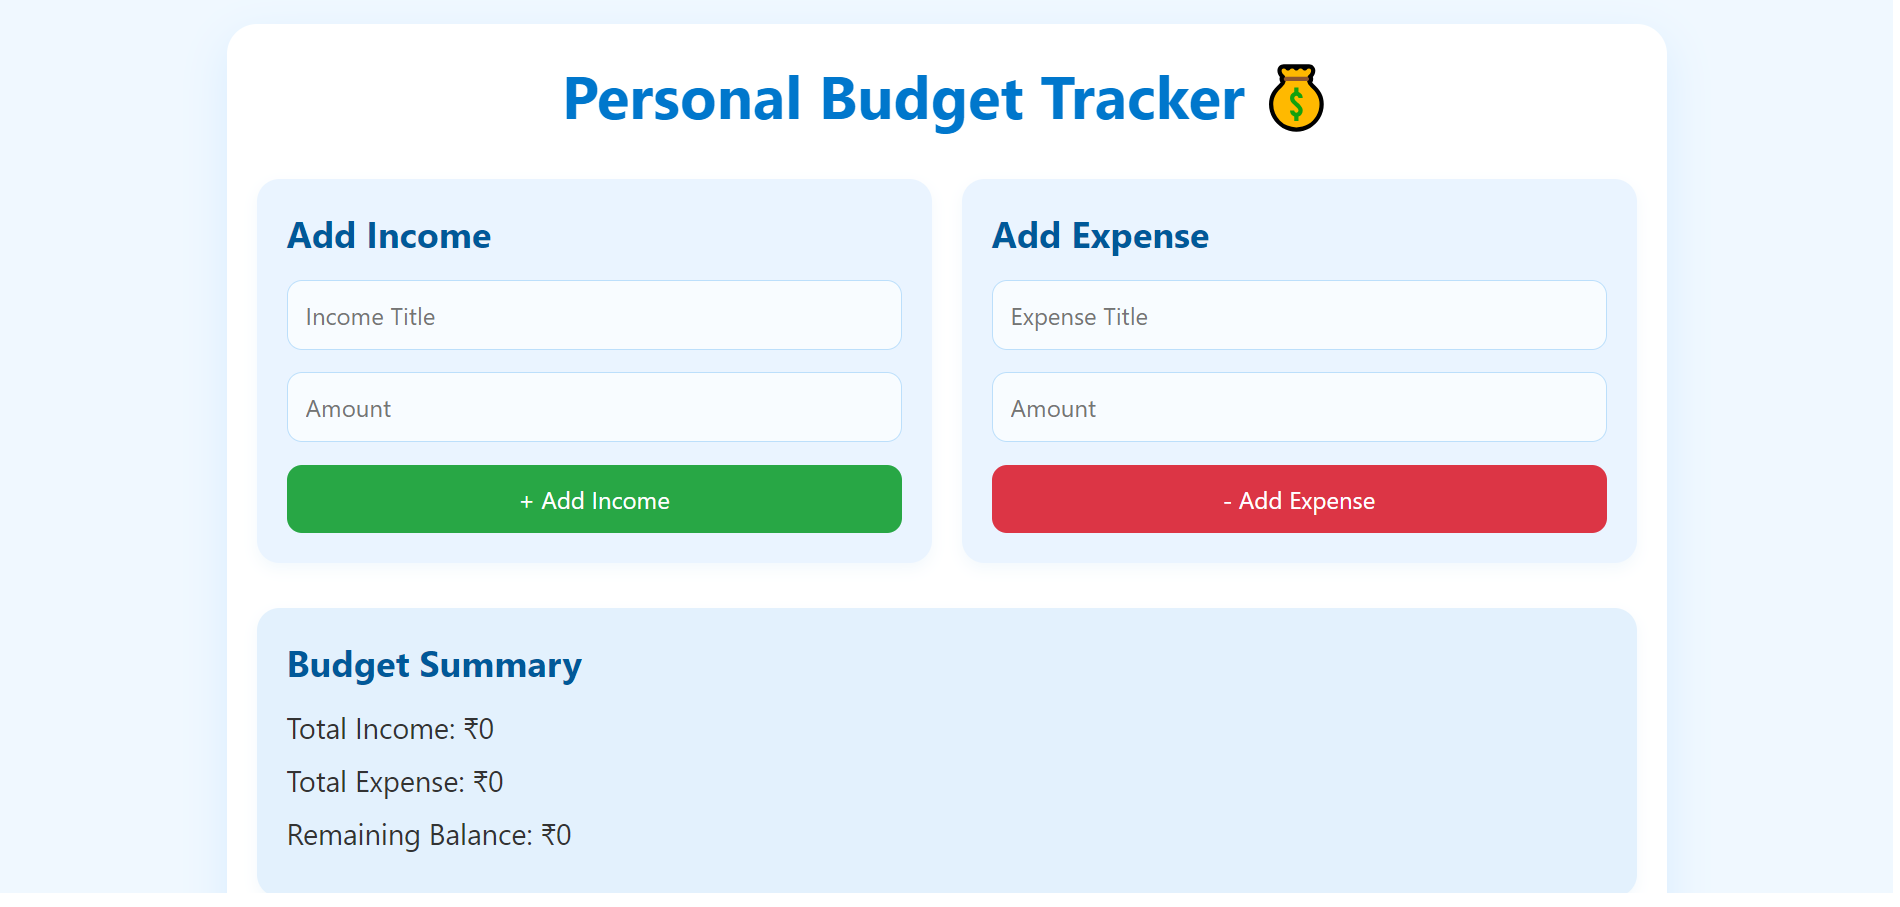 Personal Budget Tracker 💰
Add Income
Income Title
Amount
+ Add Income
Add Expense
Expense Title
Amount
- Add Expense
Budget Summary
Total Income: ₹0
Total Expense: ₹0
Remaining Balance: ₹0